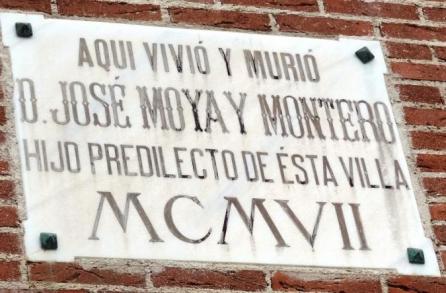 AQUI VIVIÓ Y MURIÓ
D. JOSÉ MOYA Y MONTERO
HIJO PREDILECTO DE ÉSTA VILLA
MCMVII